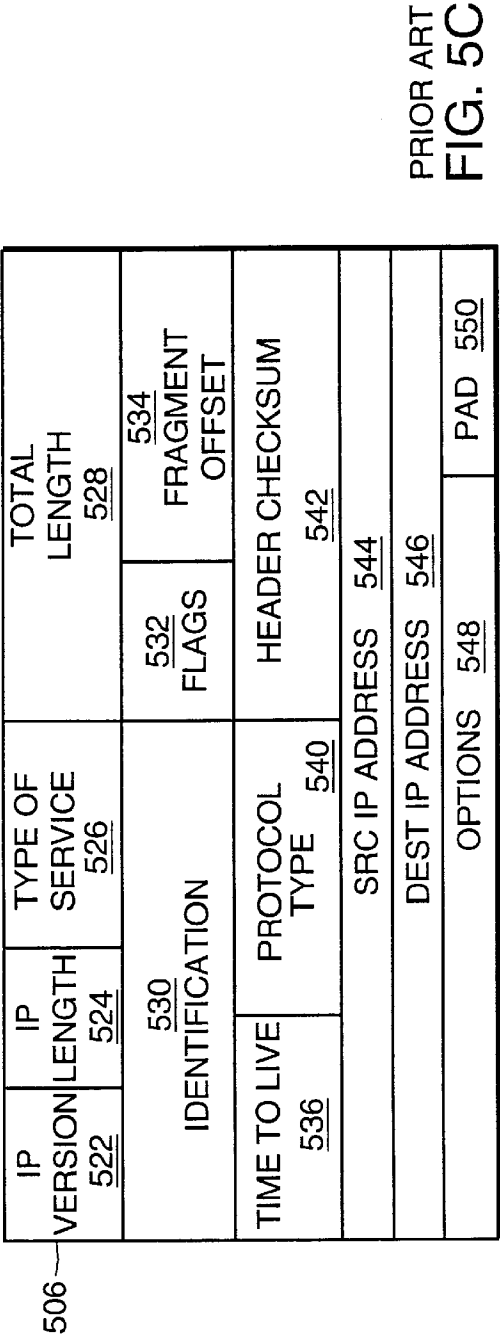 506
IP
VERSION
522
IP
LENGTH
524
TYPE OF
SERVICE
526
TOTAL
LENGTH
528
530
IDENTIFICATION
532
FLAGS
534
FRAGMENT
OFFSET
TIME TO LIVE
536
PROTOCOL
TYPE
540
HEADER CHECKSUM
542
SRC IP ADDRESS 544
DEST IP ADDRESS 546
OPTIONS 548
PAD 550
PRIOR ART
FIG. 5C